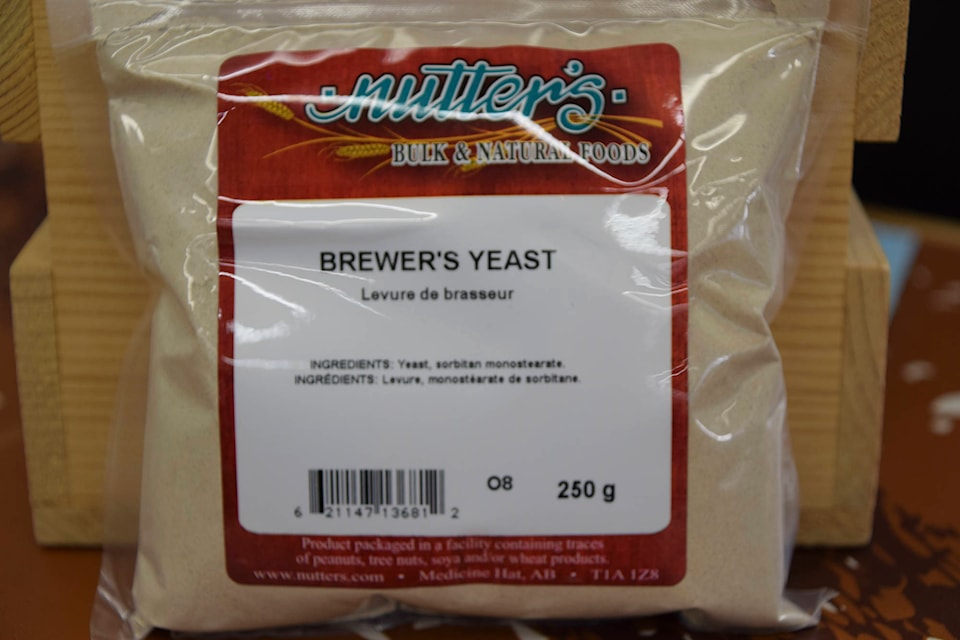 ·nutter's·
BULK & NATURAL FOODS
BREWER'S YEAST
Levure de brasseur
INGREDIENTS: Yeast, sorbitan monostearate.
INGRÉDIENTS: Levure, monostéarate de sorbitane.
O8
250 g
6 21147 13681 2
Product packaged in a facility containing traces
of peanuts, tree nuts, soya and/or wheat products.
www.nutters.com • Medicine Hat, AB • T1A 1Z8